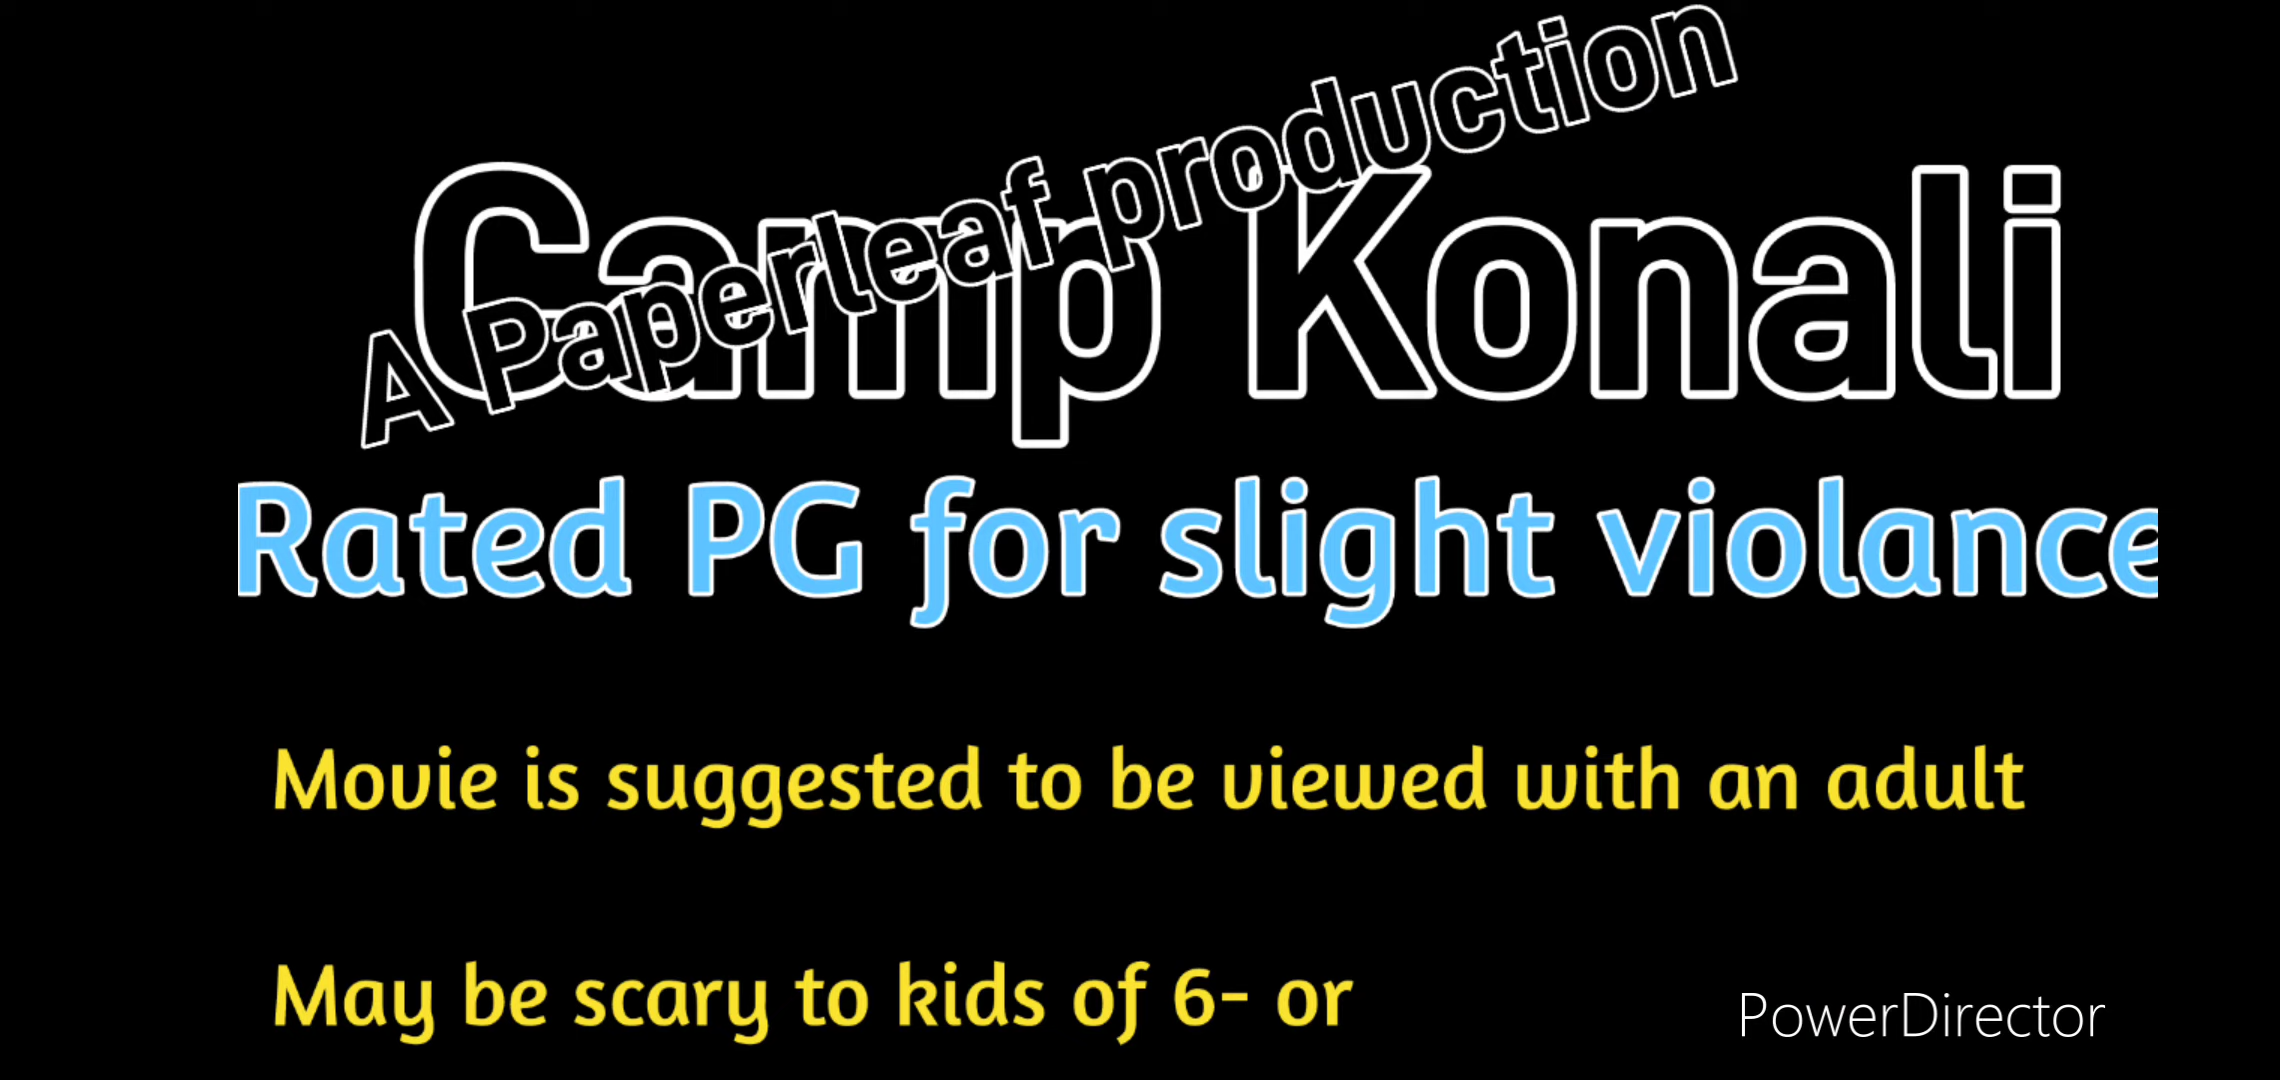 A Paperleaf production
Camp Konali
Rated PG for slight violance
Movie is suggested to be viewed with an adult
May be scary to kids of 6- or
PowerDirector